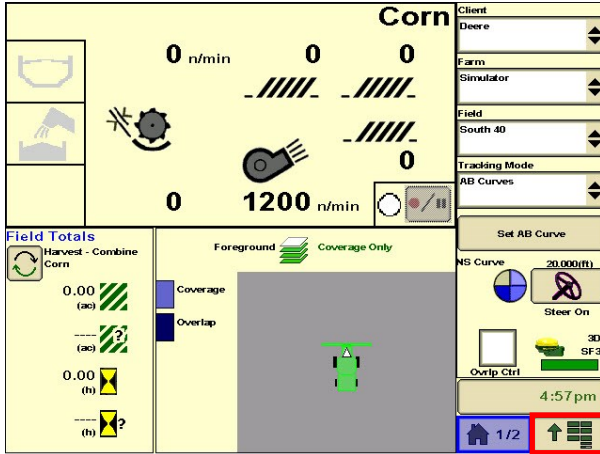 Corn
0 n/min 0 0
0
0 1200 n/min
Client
Deere
Farm
Simulator
Field
South 40
Tracking Mode
AB Curves
Set AB Curve
NS Curve 20.000(ft)
Steer On
3D
SF3
Ovrlp Ctrl
4:57pm
1/2
Field Totals
Harvest - Combine
Corn
0.00
(ac)
----
(ac)
?
0.00
(h)
----
(h)
?
Foreground Coverage Only
Coverage
Overlap